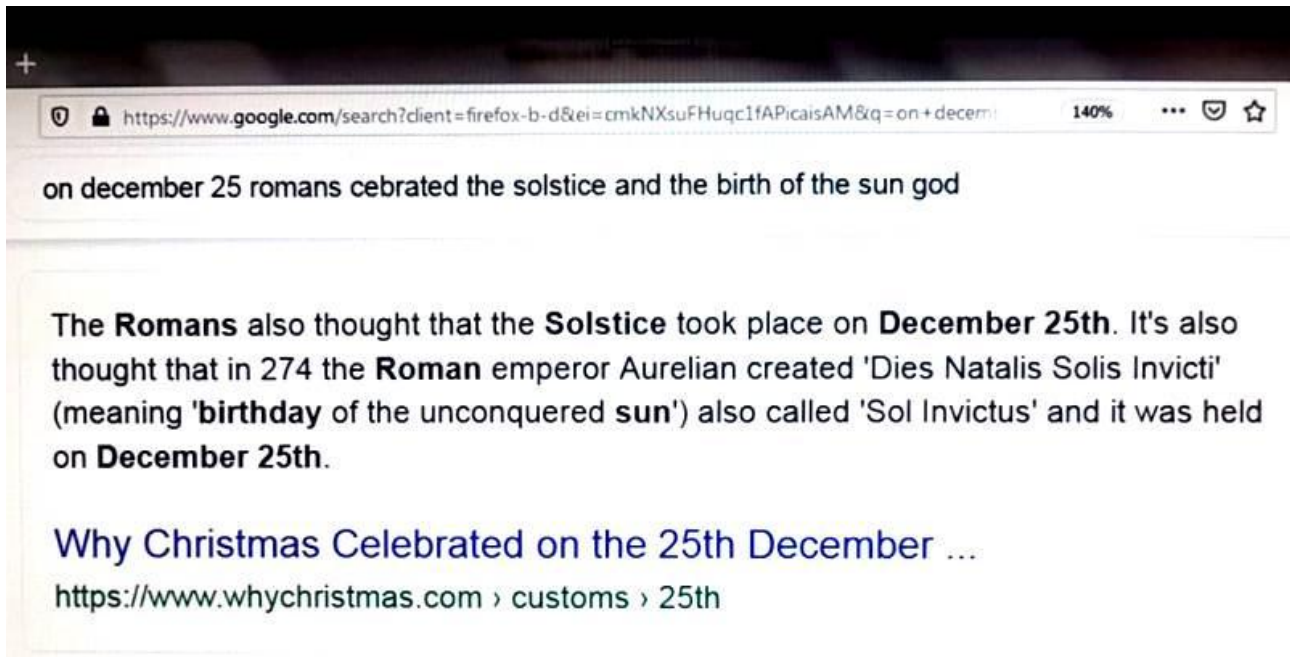 +
https://www.google.com/search?client=firefox-b-d&ei=cmkNXsuFHuqc1fAPicaisAM&q=on+decem
140%
on december 25 romans cebrated the solstice and the birth of the sun god
The Romans also thought that the Solstice took place on December 25th. It's also
thought that in 274 the Roman emperor Aurelian created 'Dies Natalis Solis Invicti'
(meaning 'birthday of the unconquered sun') also called 'Sol Invictus' and it was held
on December 25th.
Why Christmas Celebrated on the 25th December ...
https://www.whychristmas.com › customs › 25th